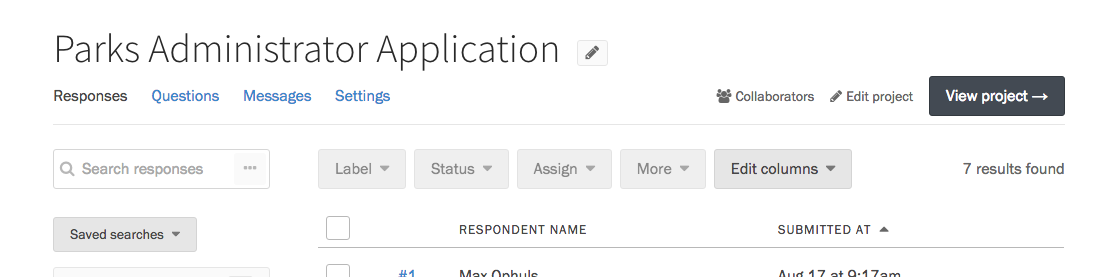 Parks Administrator Application
Responses Questions Messages Settings Collaborators Edit project View project →
Search responses ••• Label Status Assign More Edit columns 7 results found
Saved searches
RESPONDENT NAME SUBMITTED AT
#1 Max Ophuls Aug 17 at 9:17am